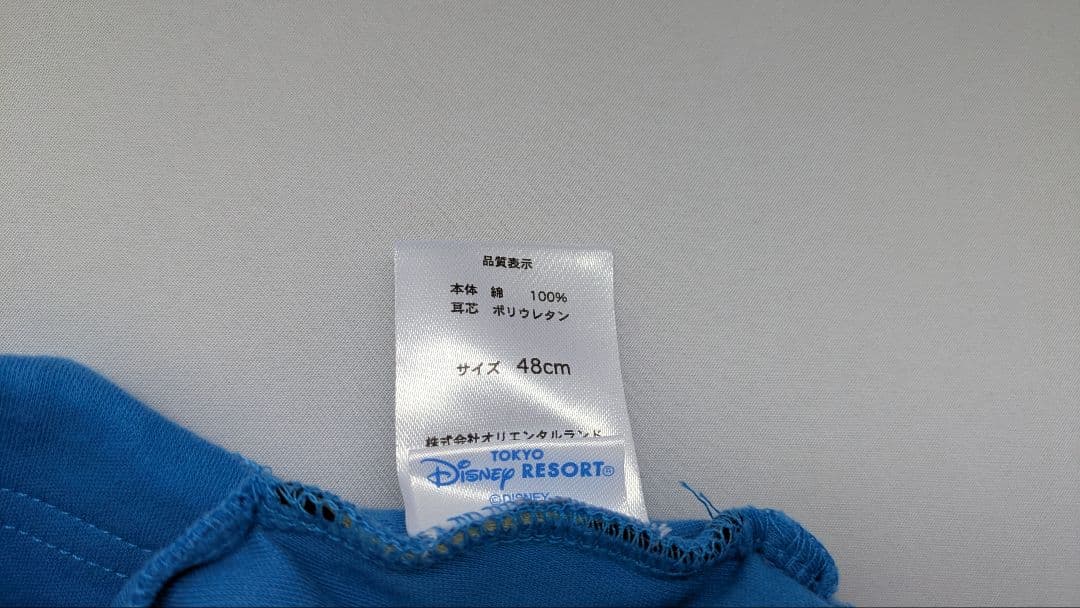 品質表示
本体 綿 100%
耳芯 ポリウレタン
サイズ 48cm
株式会社オリエンタルランド
TOKYO
Disney RESORT®
©DISNEY